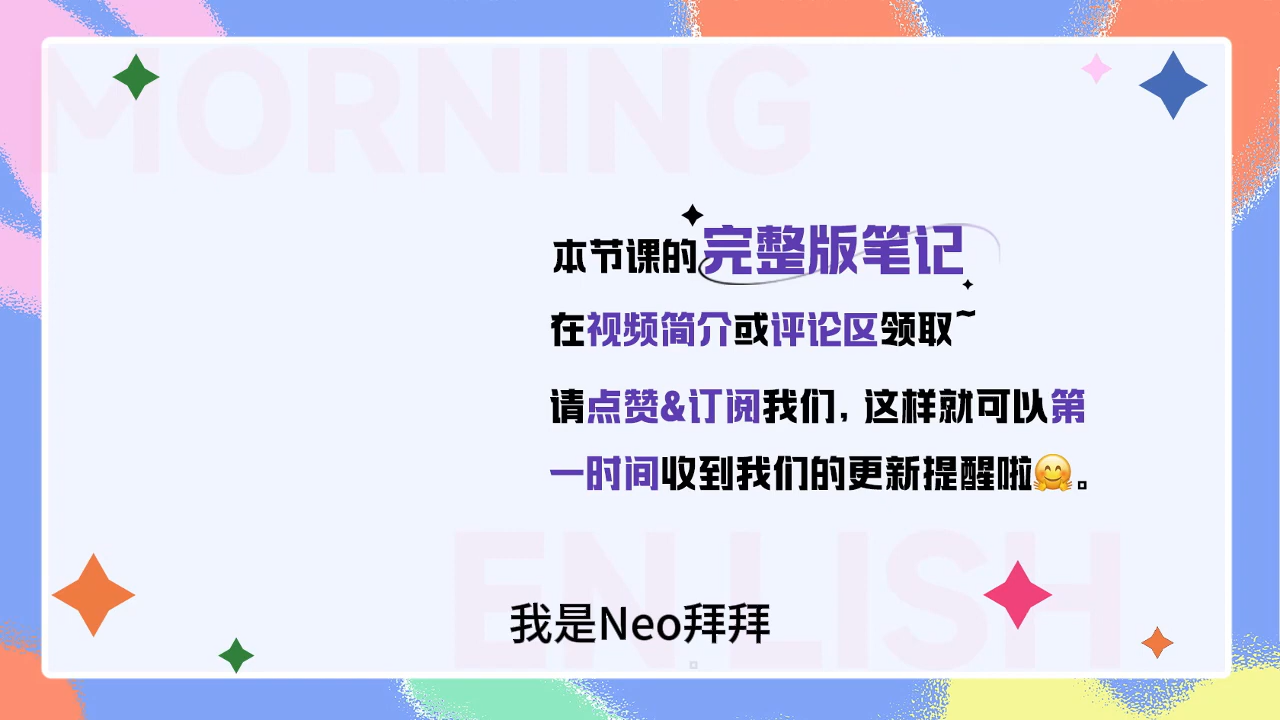 MORNING
本节课的完整版笔记
在视频简介或评论区领取~
请点赞&订阅我们，这样就可以第
一时间收到我们的更新提醒啦🤗。
EN LISH
我是Neo拜拜